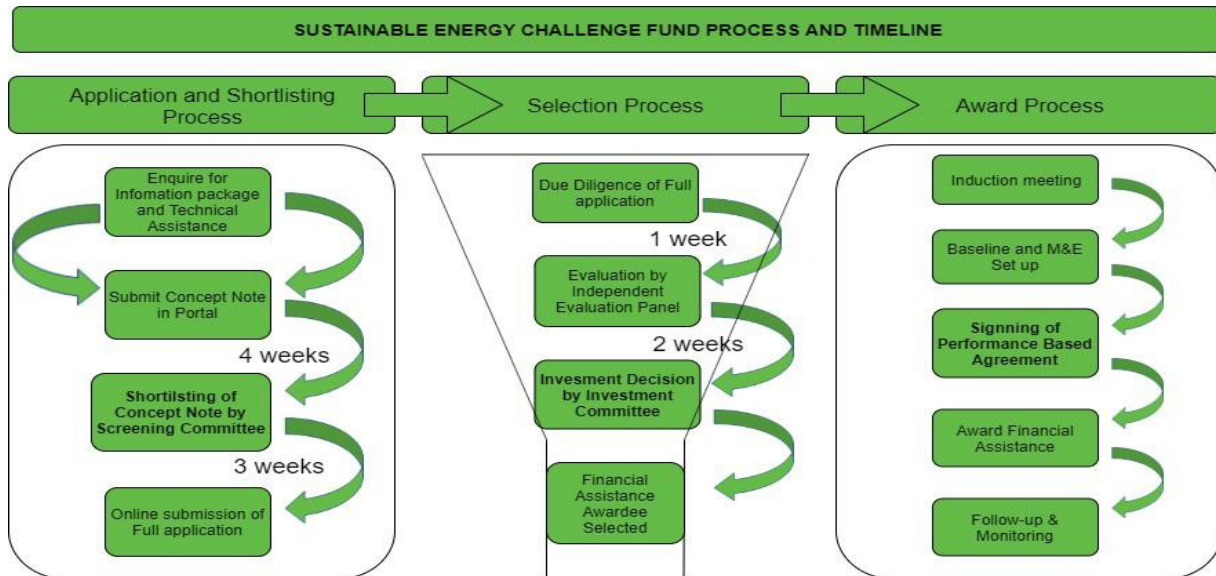 SUSTAINABLE ENERGY CHALLENGE FUND PROCESS AND TIMELINE
Application and Shortlisting
Process
Selection Process
Award Process
Enquire for
Infomation package
and Technical
Assistance
Submit Concept Note
in Portal
4 weeks
Shortilsting of
Concept Note by
Screening Committee
3 weeks
Online submission of
Full application
Due Diligence of Full
application
1 week
Evaluation by
Independent
Evaluation Panel
2 weeks
Invesment Decision
by Investment
Committee
Financial
Assistance
Awardee
Selected
Induction meeting
Baseline and M&E
Set up
Signning of
Performance Based
Agreement
Award Financial
Assistance
Follow-up &
Monitoring